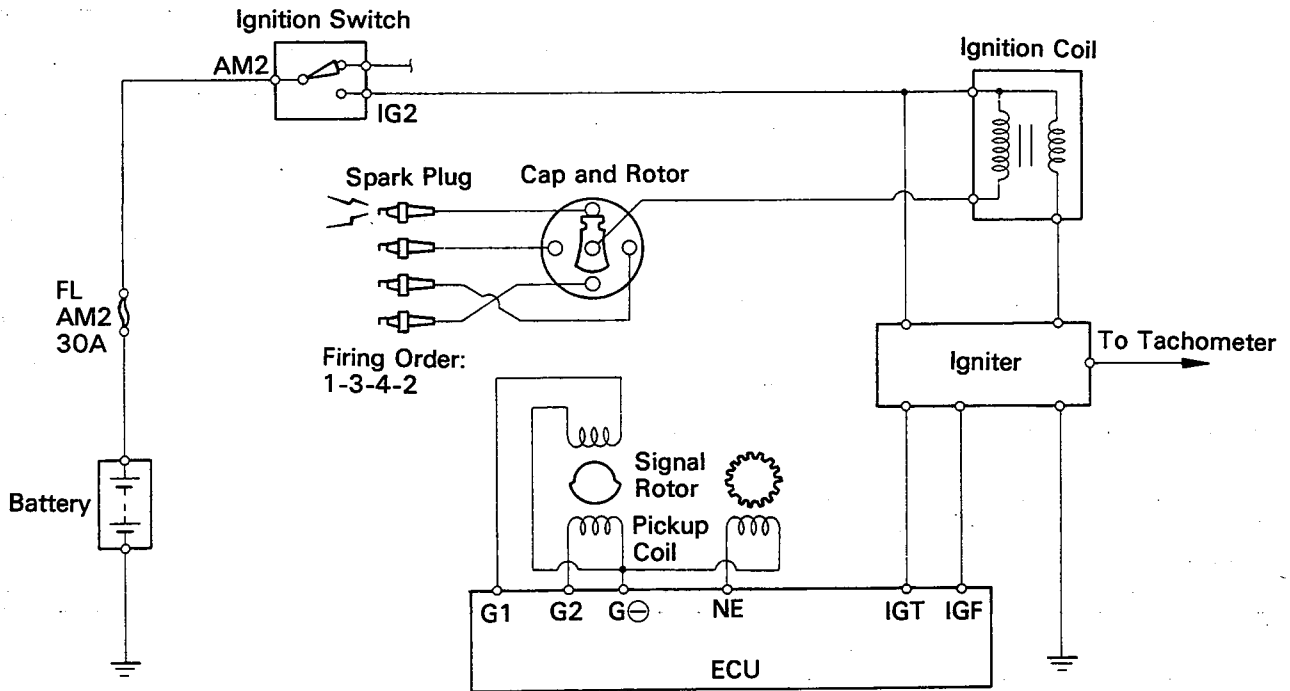 Ignition Switch
AM2
IG2
Ignition Coil
Spark Plug
Cap and Rotor
FL
AM2
30A
Firing Order:
1-3-4-2
Igniter
To Tachometer
Battery
Signal
Rotor
Pickup
Coil
G1 G2 G⊖ NE IGT IGF
ECU